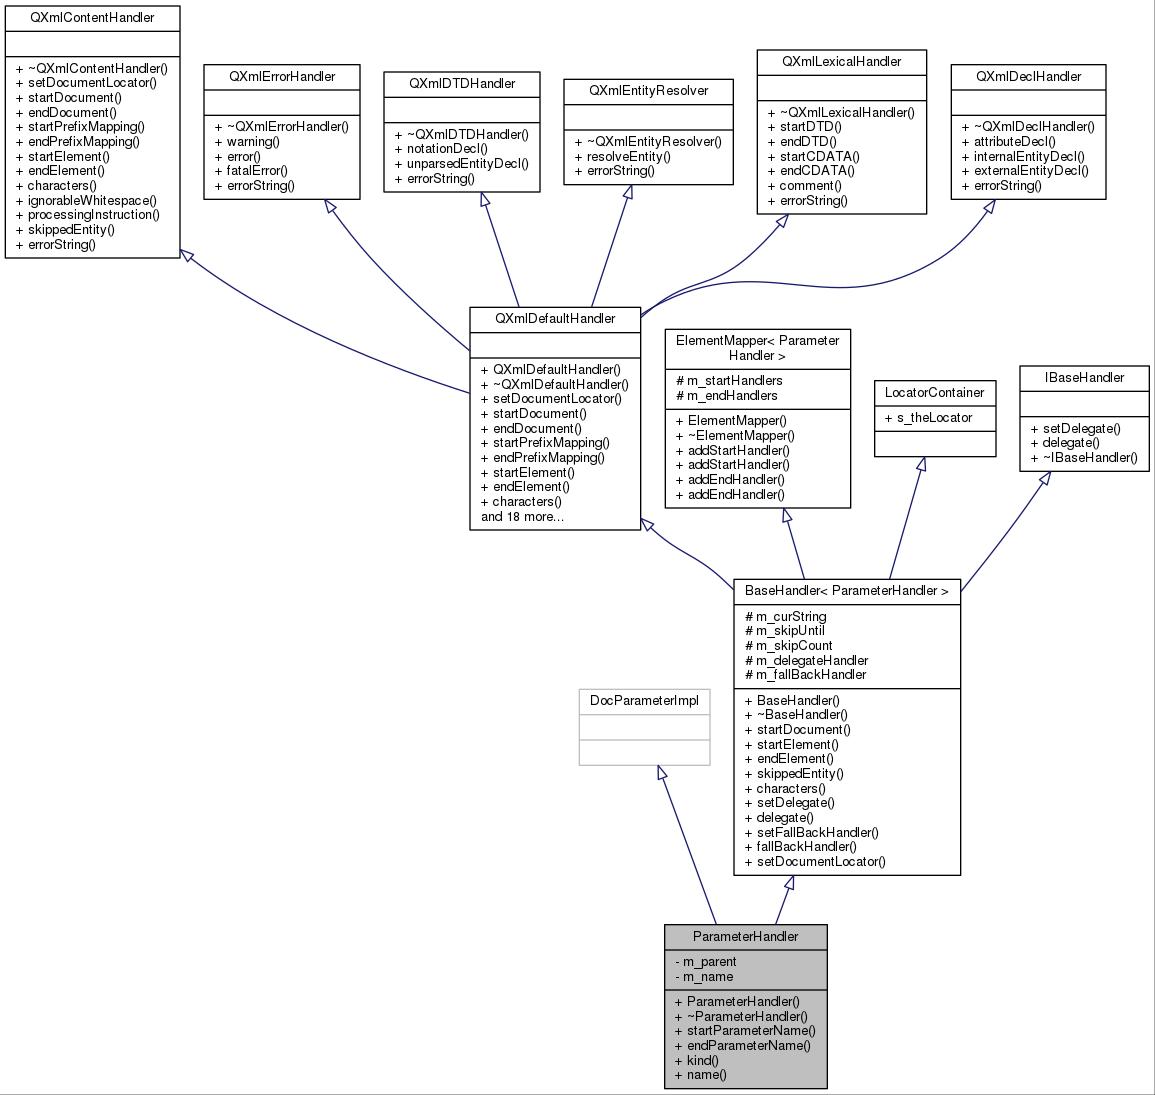 QXmlContentHandler
+ ~QXmlContentHandler()
+ setDocumentLocator()
+ startDocument()
+ endDocument()
+ startPrefixMapping()
+ endPrefixMapping()
+ startElement()
+ endElement()
+ characters()
+ ignorableWhitespace()
+ processingInstruction()
+ skippedEntity()
+ errorString()
QXmlErrorHandler
+ ~QXmlErrorHandler()
+ warning()
+ error()
+ fatalError()
+ errorString()
QXmlDTDHandler
+ ~QXmlDTDHandler()
+ notationDecl()
+ unparsedEntityDecl()
+ errorString()
QXmlEntityResolver
+ ~QXmlEntityResolver()
+ resolveEntity()
+ errorString()
QXmlLexicalHandler
+ ~QXmlLexicalHandler()
+ startDTD()
+ endDTD()
+ startCDATA()
+ endCDATA()
+ comment()
+ errorString()
QXmlDeclHandler
+ ~QXmlDeclHandler()
+ attributeDecl()
+ internalEntityDecl()
+ externalEntityDecl()
+ errorString()
QXmlDefaultHandler
+ QXmlDefaultHandler()
+ ~QXmlDefaultHandler()
+ setDocumentLocator()
+ startDocument()
+ endDocument()
+ startPrefixMapping()
+ endPrefixMapping()
+ startElement()
+ endElement()
+ characters()
and 18 more...
ElementMapper< Parameter
Handler >
# m_startHandlers
# m_endHandlers
+ ElementMapper()
+ ~ElementMapper()
+ addStartHandler()
+ addStartHandler()
+ addEndHandler()
+ addEndHandler()
LocatorContainer
+ s_theLocator
IBaseHandler
+ setDelegate()
+ delegate()
+ ~IBaseHandler()
BaseHandler< ParameterHandler >
# m_curString
# m_skipUntil
# m_skipCount
# m_delegateHandler
# m_fallBackHandler
+ BaseHandler()
+ ~BaseHandler()
+ startDocument()
+ startElement()
+ endElement()
+ skippedEntity()
+ characters()
+ setDelegate()
+ delegate()
+ setFallBackHandler()
+ fallBackHandler()
+ setDocumentLocator()
DocParameterImpl
ParameterHandler
- m_parent
- m_name
+ ParameterHandler()
+ ~ParameterHandler()
+ startParameterName()
+ endParameterName()
+ kind()
+ name()